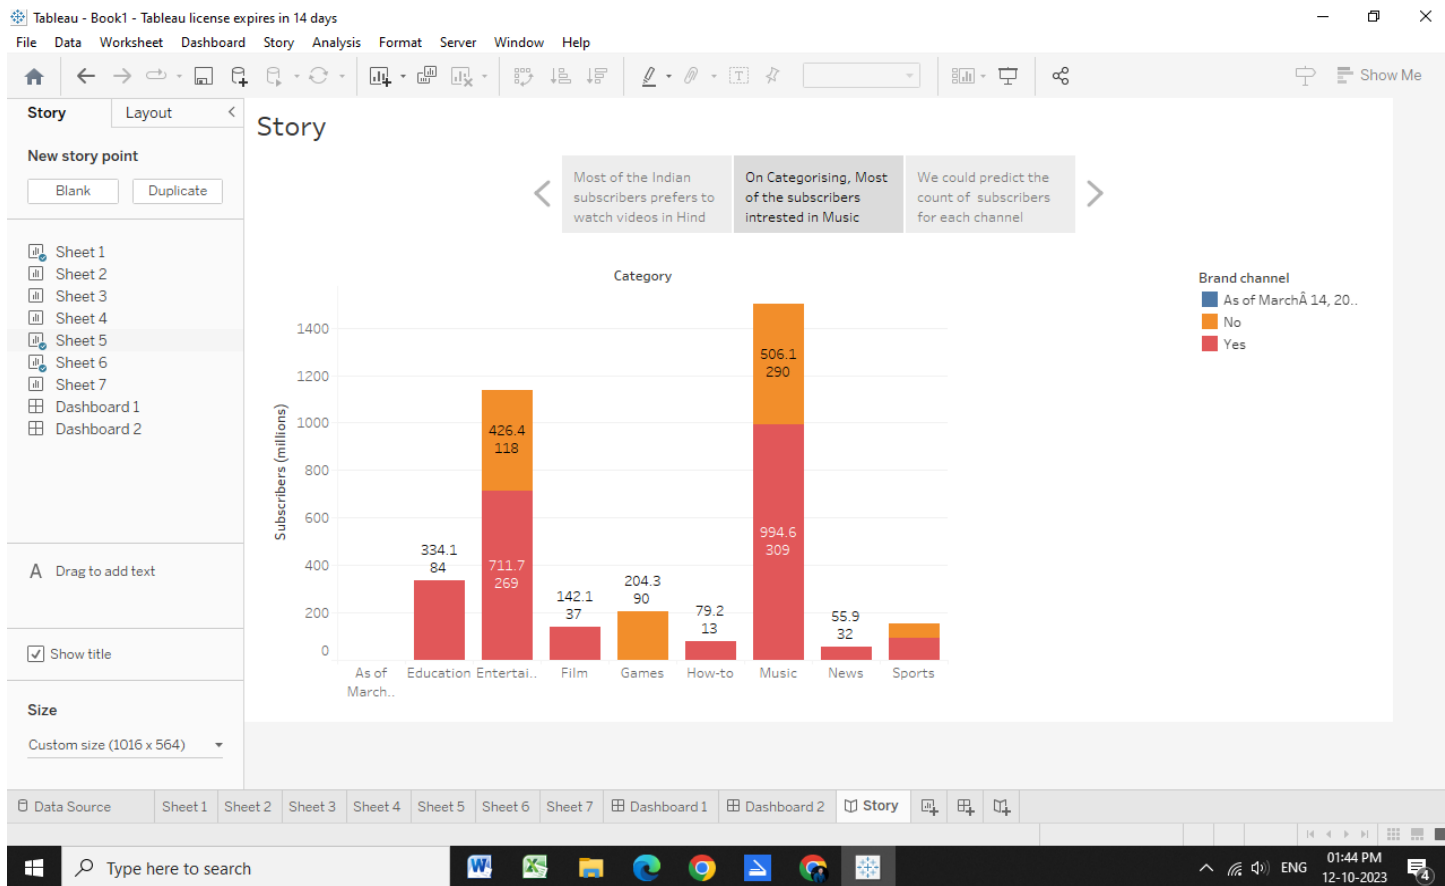 Tableau - Book1 - Tableau license expires in 14 days
File Data Worksheet Dashboard Story Analysis Format Server Window Help
Show Me
Story Layout
Story
New story point
Blank Duplicate
Most of the Indian
subscribers prefers to
watch videos in Hind
On Categorising, Most
of the subscribers
intrested in Music
We could predict the
count of subscribers
for each channel
Sheet 1
Sheet 2
Sheet 3
Sheet 4
Sheet 5
Sheet 6
Sheet 7
Dashboard 1
Dashboard 2
A Drag to add text
Show title
Size
Custom size (1016 x 564)
Category
Subscribers (millions)
1400
1200
1000
800
600
400
200
0
334.1
84
426.4
118
711.7
269
142.1
37
204.3
90
79.2
13
506.1
290
994.6
309
55.9
32
As of
March..
Education
Entertai..
Film
Games
How-to
Music
News
Sports
Brand channel
As of MarchÂ 14, 20..
No
Yes
Data Source Sheet 1 Sheet 2 Sheet 3 Sheet 4 Sheet 5 Sheet 6 Sheet 7 Dashboard 1 Dashboard 2 Story
Type here to search
ENG
01:44 PM
12-10-2023
4